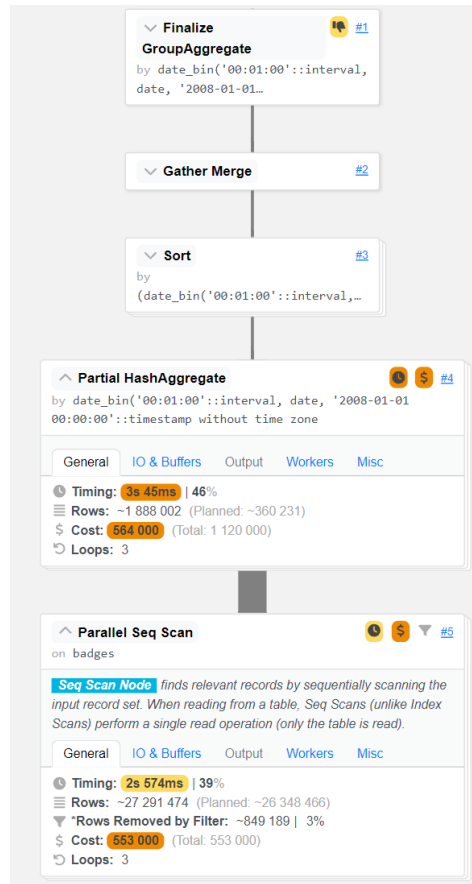 Finalize #1
GroupAggregate
by date_bin('00:01:00'::interval,
date, '2008-01-01…
Gather Merge #2
Sort #3
by
(date_bin('00:01:00'::interval,…
Partial HashAggregate $ #4
by date_bin('00:01:00'::interval, date, '2008-01-01
00:00:00'::timestamp without time zone
General IO & Buffers Output Workers Misc
Timing: 3s 45ms | 46%
Rows: ~1 888 002 (Planned: ~360 231)
$ Cost: 564 000 (Total: 1 120 000)
Loops: 3
Parallel Seq Scan $ #5
on badges
Seq Scan Node finds relevant records by sequentially scanning the
input record set. When reading from a table, Seq Scans (unlike Index
Scans) perform a single read operation (only the table is read).
General IO & Buffers Output Workers Misc
Timing: 2s 574ms | 39%
Rows: ~27 291 474 (Planned: ~26 348 466)
*Rows Removed by Filter: ~849 189 | 3%
$ Cost: 553 000 (Total: 553 000)
Loops: 3